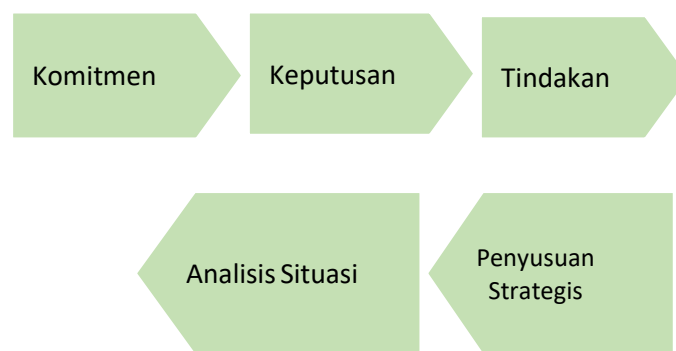 Komitmen
Keputusan
Tindakan
Analisis Situasi
Penyusuan
Strategis